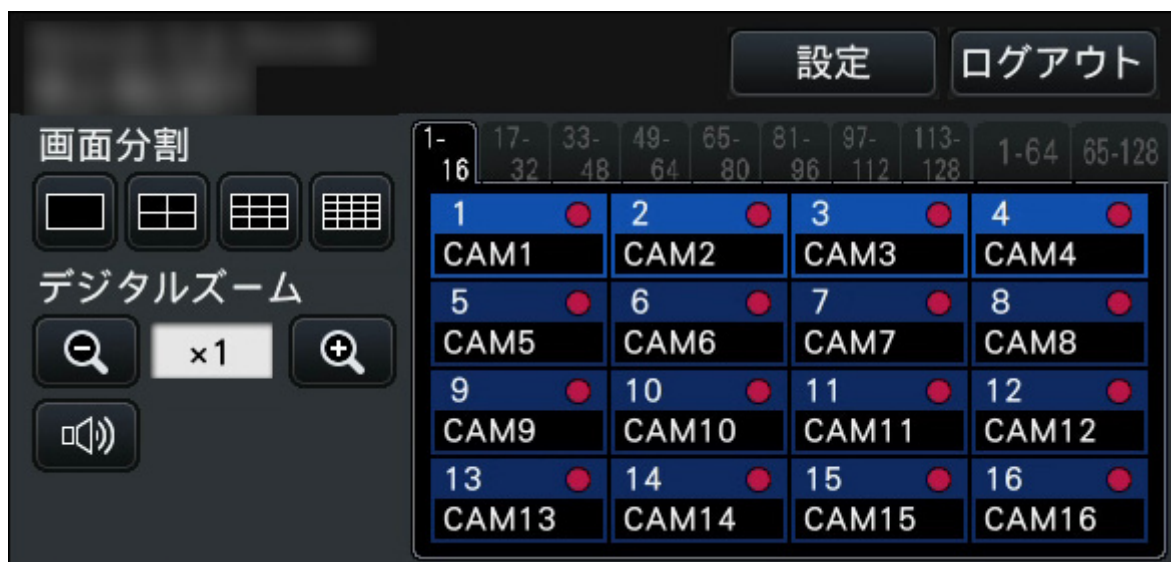 設定 ログアウト
画面分割
デジタルズーム
×1
1- 17- 33- 49- 65- 81- 97- 113-
16 32 48 64 80 96 112 128 1-64 65-128
1 2 3 4
CAM1 CAM2 CAM3 CAM4
5 6 7 8
CAM5 CAM6 CAM7 CAM8
9 10 11 12
CAM9 CAM10 CAM11 CAM12
13 14 15 16
CAM13 CAM14 CAM15 CAM16